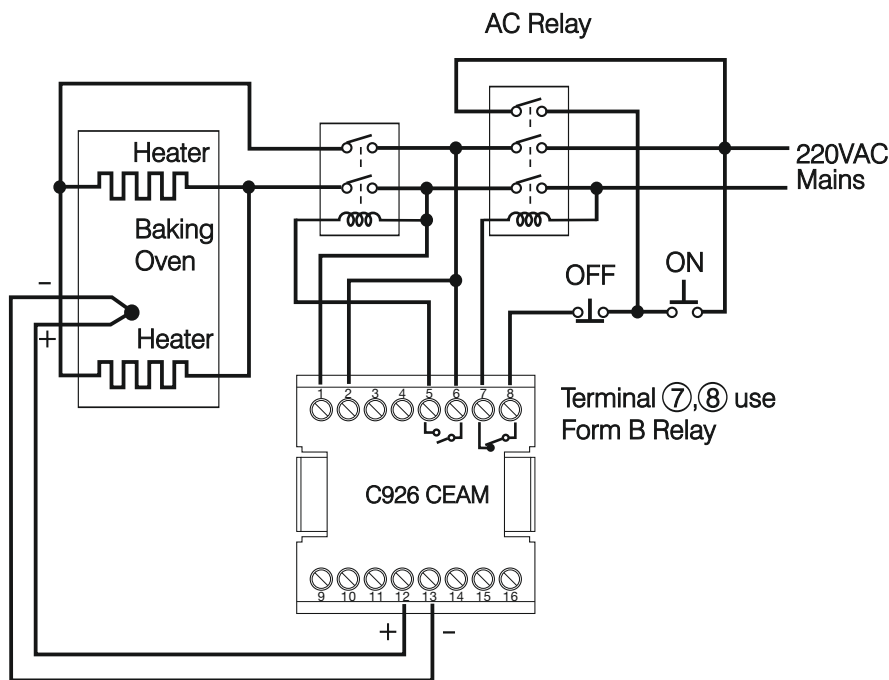 AC Relay
220VAC
Mains
Heater
Baking
Oven
Heater
-
+
OFF
ON
1 2 3 4 5 6 7 8
Terminal ⑦,⑧ use
Form B Relay
C926 CEAM
9 10 11 12 13 14 15 16
+ -